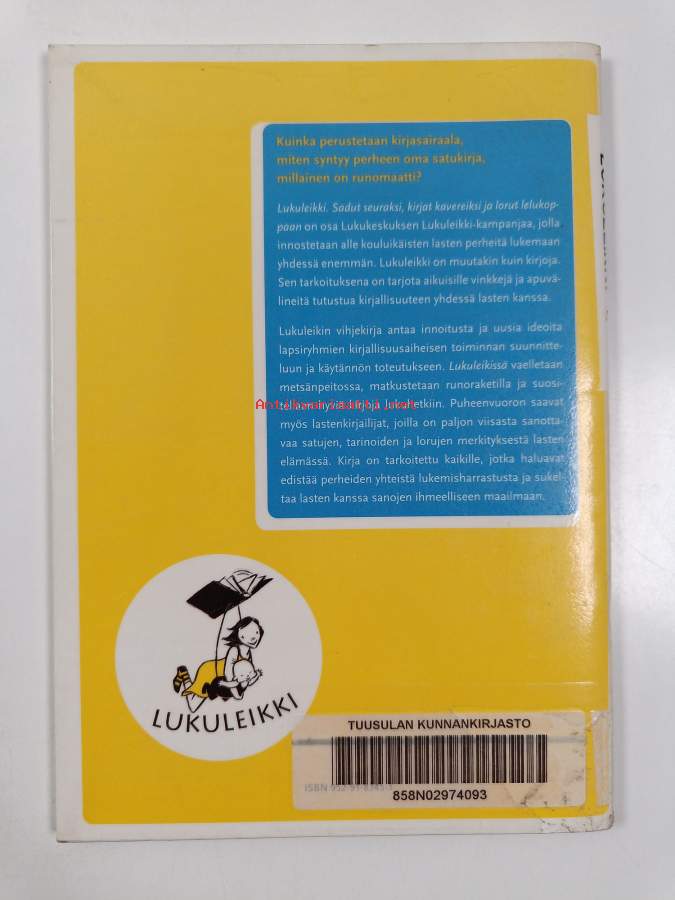 Kuinka perustetaan kirjasairaala,
miten syntyy perheen oma satukirja,
millainen on runomaatti?
Lukuleikki. Sadut seuraksi, kirjat kavereiksi ja lorut lelukop-
paan on osa Lukukeskuksen Lukuleikki-kampanjaa, jolla
innostetaan alle kouluikäisten lasten perheitä lukemaan
yhdessä enemmän. Lukuleikki on muutakin kuin kirjoja.
Sen tarkoituksena on tarjota aikuisille vinkkejä ja apuvä-
lineitä tutustua kirjallisuuteen yhdessä lasten kanssa.
Lukuleikin vihjekirja antaa innoitusta ja uusia ideoita
lapsiryhmien kirjallisuusaiheisen toiminnan suunnitte-
luun ja käytännön toteutukseen. Lukuleikissä vaelletaan
metsänpeitossa, matkustetaan runoraketilla ja suosi-
tellaan hyviä kirjoja lukuhetkiin. Puheenvuoron saavat
myös lastenkirjailijat, joilla on paljon viisasta sanotta-
vaa satujen, tarinoiden ja lorujen merkityksestä lasten
elämässä. Kirja on tarkoitettu kaikille, jotka haluavat
edistää perheiden yhteistä lukemisharrastusta ja sukel-
taa lasten kanssa sanojen ihmeelliseen maailmaan.
LUKULEIKKI
TUUSULAN KUNNANKIRJASTO
ISBN
858N02974093